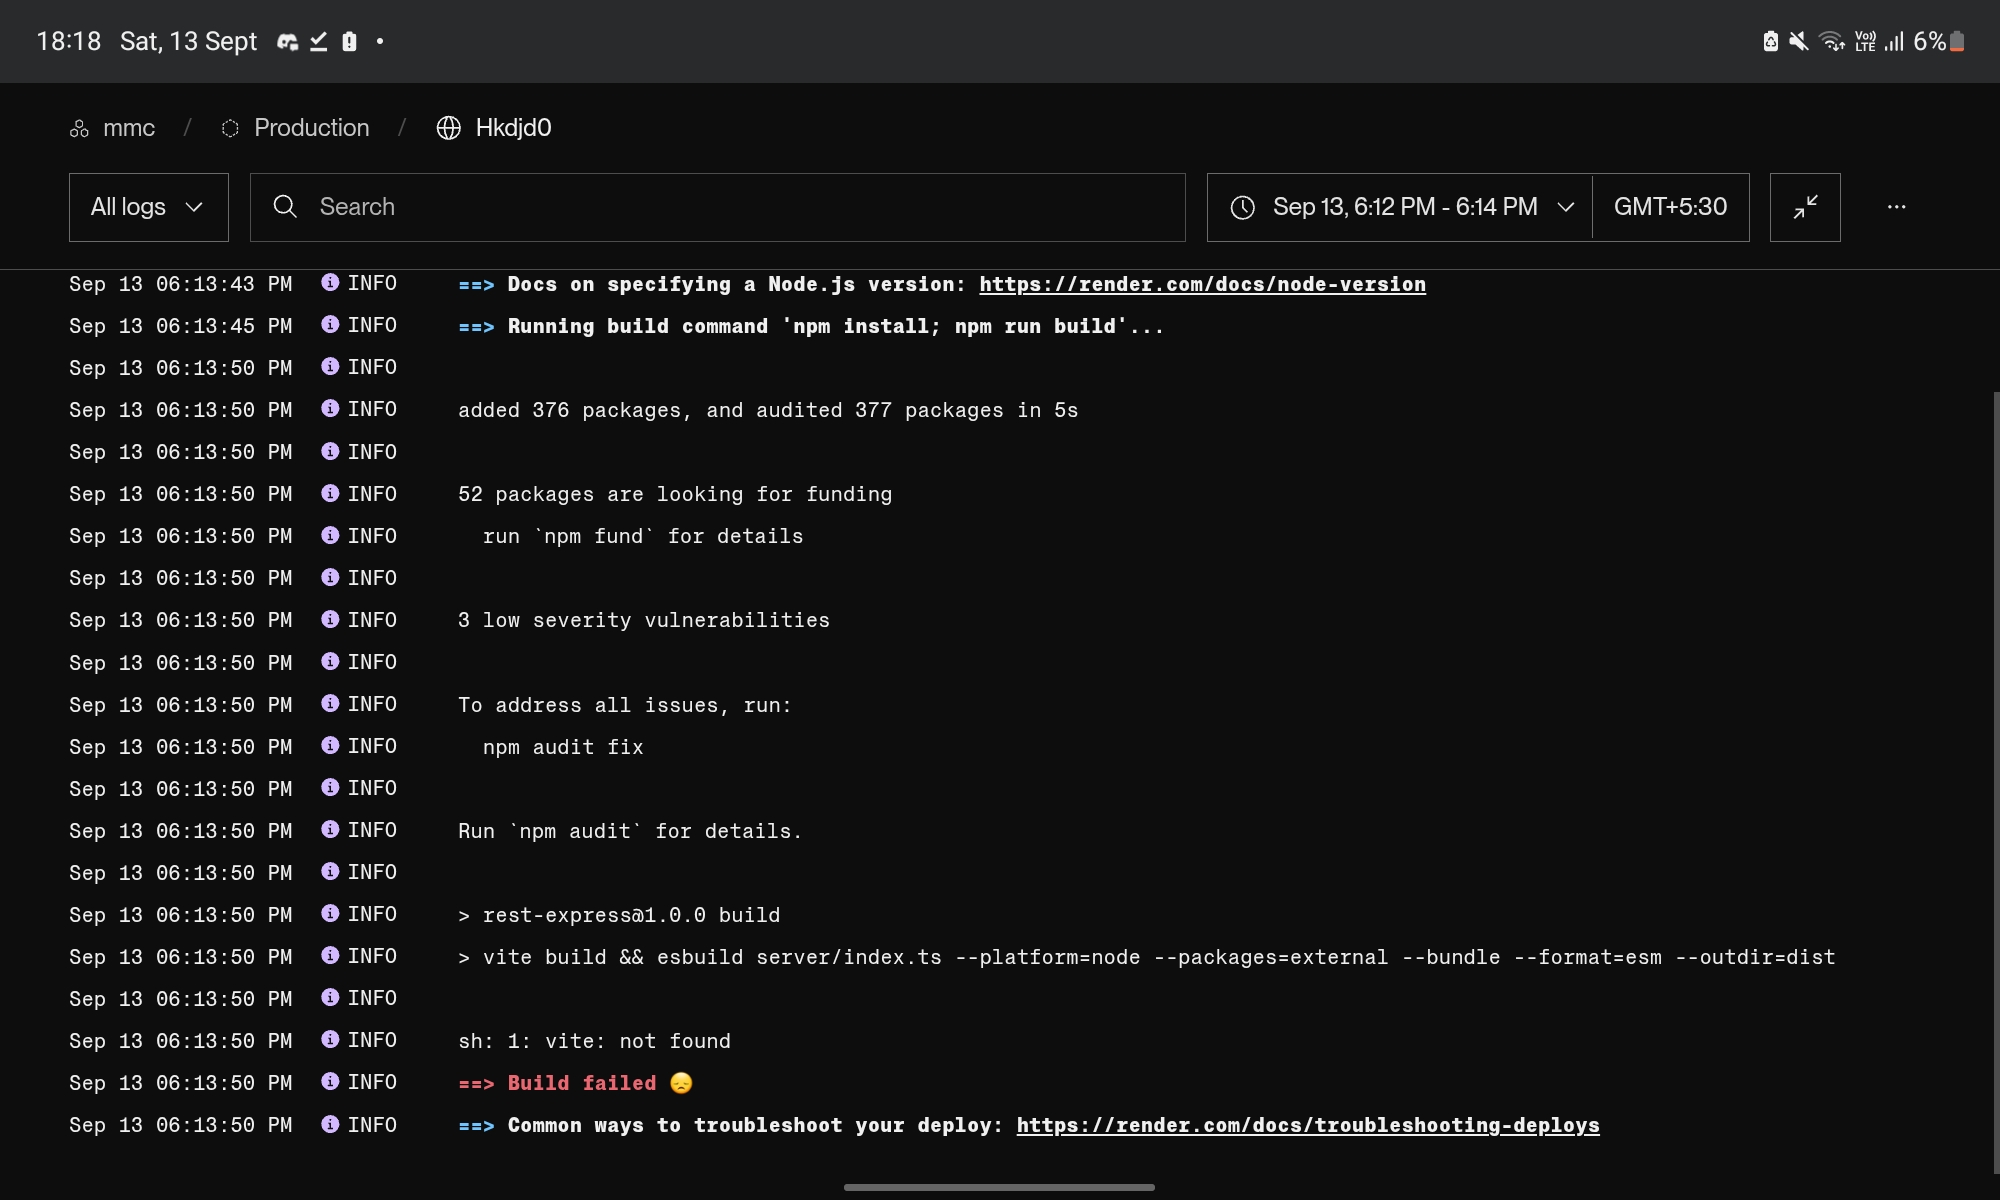 18:18 Sat, 13 Sept
Vo)) LTE 6%
mmc / Production / Hkdjd0
All logs Search Sep 13, 6:12 PM - 6:14 PM GMT+5:30 ...
Sep 13 06:13:43 PM INFO ==> Docs on specifying a Node.js version: https://render.com/docs/node-version
Sep 13 06:13:45 PM INFO ==> Running build command 'npm install; npm run build'...
Sep 13 06:13:50 PM INFO
Sep 13 06:13:50 PM INFO added 376 packages, and audited 377 packages in 5s
Sep 13 06:13:50 PM INFO
Sep 13 06:13:50 PM INFO 52 packages are looking for funding
Sep 13 06:13:50 PM INFO run `npm fund` for details
Sep 13 06:13:50 PM INFO
Sep 13 06:13:50 PM INFO 3 low severity vulnerabilities
Sep 13 06:13:50 PM INFO
Sep 13 06:13:50 PM INFO To address all issues, run:
Sep 13 06:13:50 PM INFO npm audit fix
Sep 13 06:13:50 PM INFO
Sep 13 06:13:50 PM INFO Run `npm audit` for details.
Sep 13 06:13:50 PM INFO
Sep 13 06:13:50 PM INFO > rest-express@1.0.0 build
Sep 13 06:13:50 PM INFO > vite build && esbuild server/index.ts --platform=node --packages=external --bundle --format=esm --outdir=dist
Sep 13 06:13:50 PM INFO
Sep 13 06:13:50 PM INFO sh: 1: vite: not found
Sep 13 06:13:50 PM INFO ==> Build failed 😞
Sep 13 06:13:50 PM INFO ==> Common ways to troubleshoot your deploy: https://render.com/docs/troubleshooting-deploys